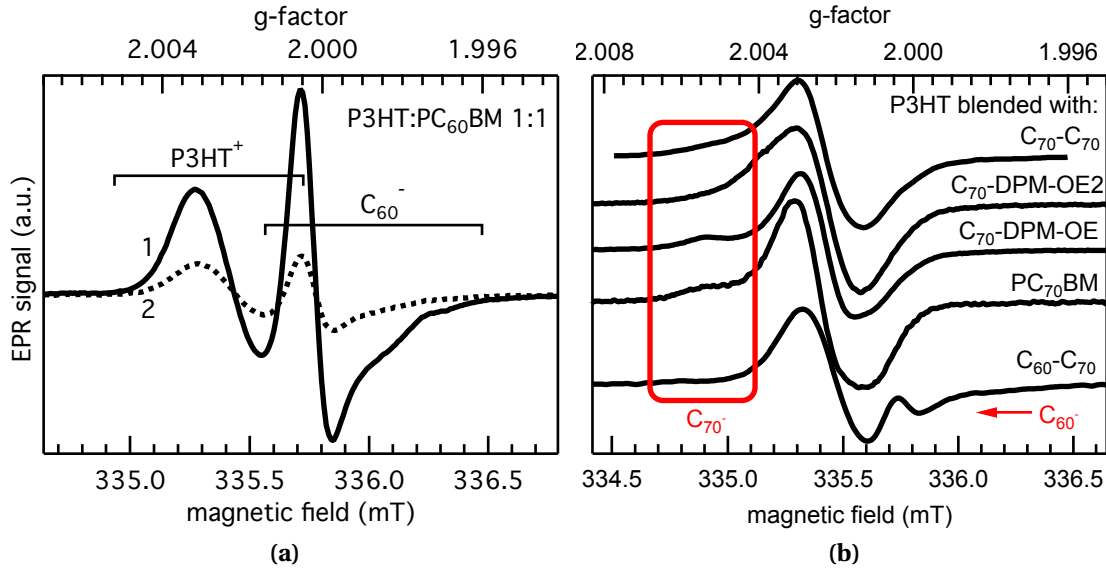 g-factor
2.004 2.000 1.996
P3HT:PC₆₀BM 1:1
P3HT⁺
C₆₀⁻
1
2
EPR signal (a.u.)
335.0 335.5 336.0 336.5
magnetic field (mT)
(a)
g-factor
2.008 2.004 2.000 1.996
P3HT blended with:
C₇₀-C₇₀
C₇₀-DPM-OE2
C₇₀-DPM-OE
PC₇₀BM
C₆₀-C₇₀
C₇₀⁻
C₆₀⁻
334.5 335.0 335.5 336.0 336.5
magnetic field (mT)
(b)